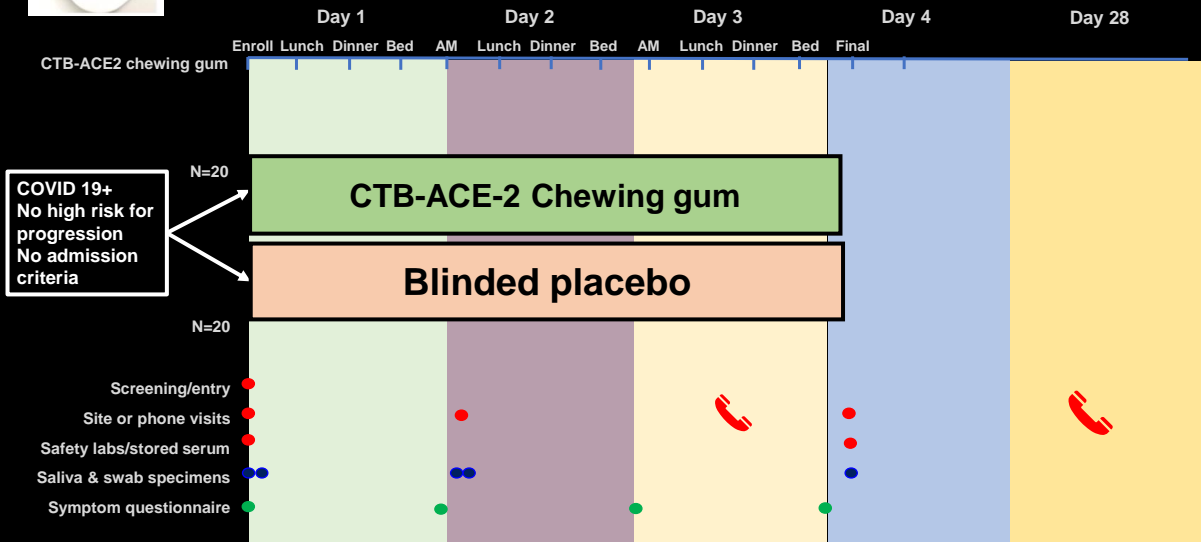 Day 1 Day 2 Day 3 Day 4 Day 28
Enroll Lunch Dinner Bed AM Lunch Dinner Bed AM Lunch Dinner Bed Final
CTB-ACE2 chewing gum
N=20
CTB-ACE-2 Chewing gum
COVID 19+
No high risk for
progression
No admission
criteria
Blinded placebo
N=20
Screening/entry
Site or phone visits
Safety labs/stored serum
Saliva & swab specimens
Symptom questionnaire